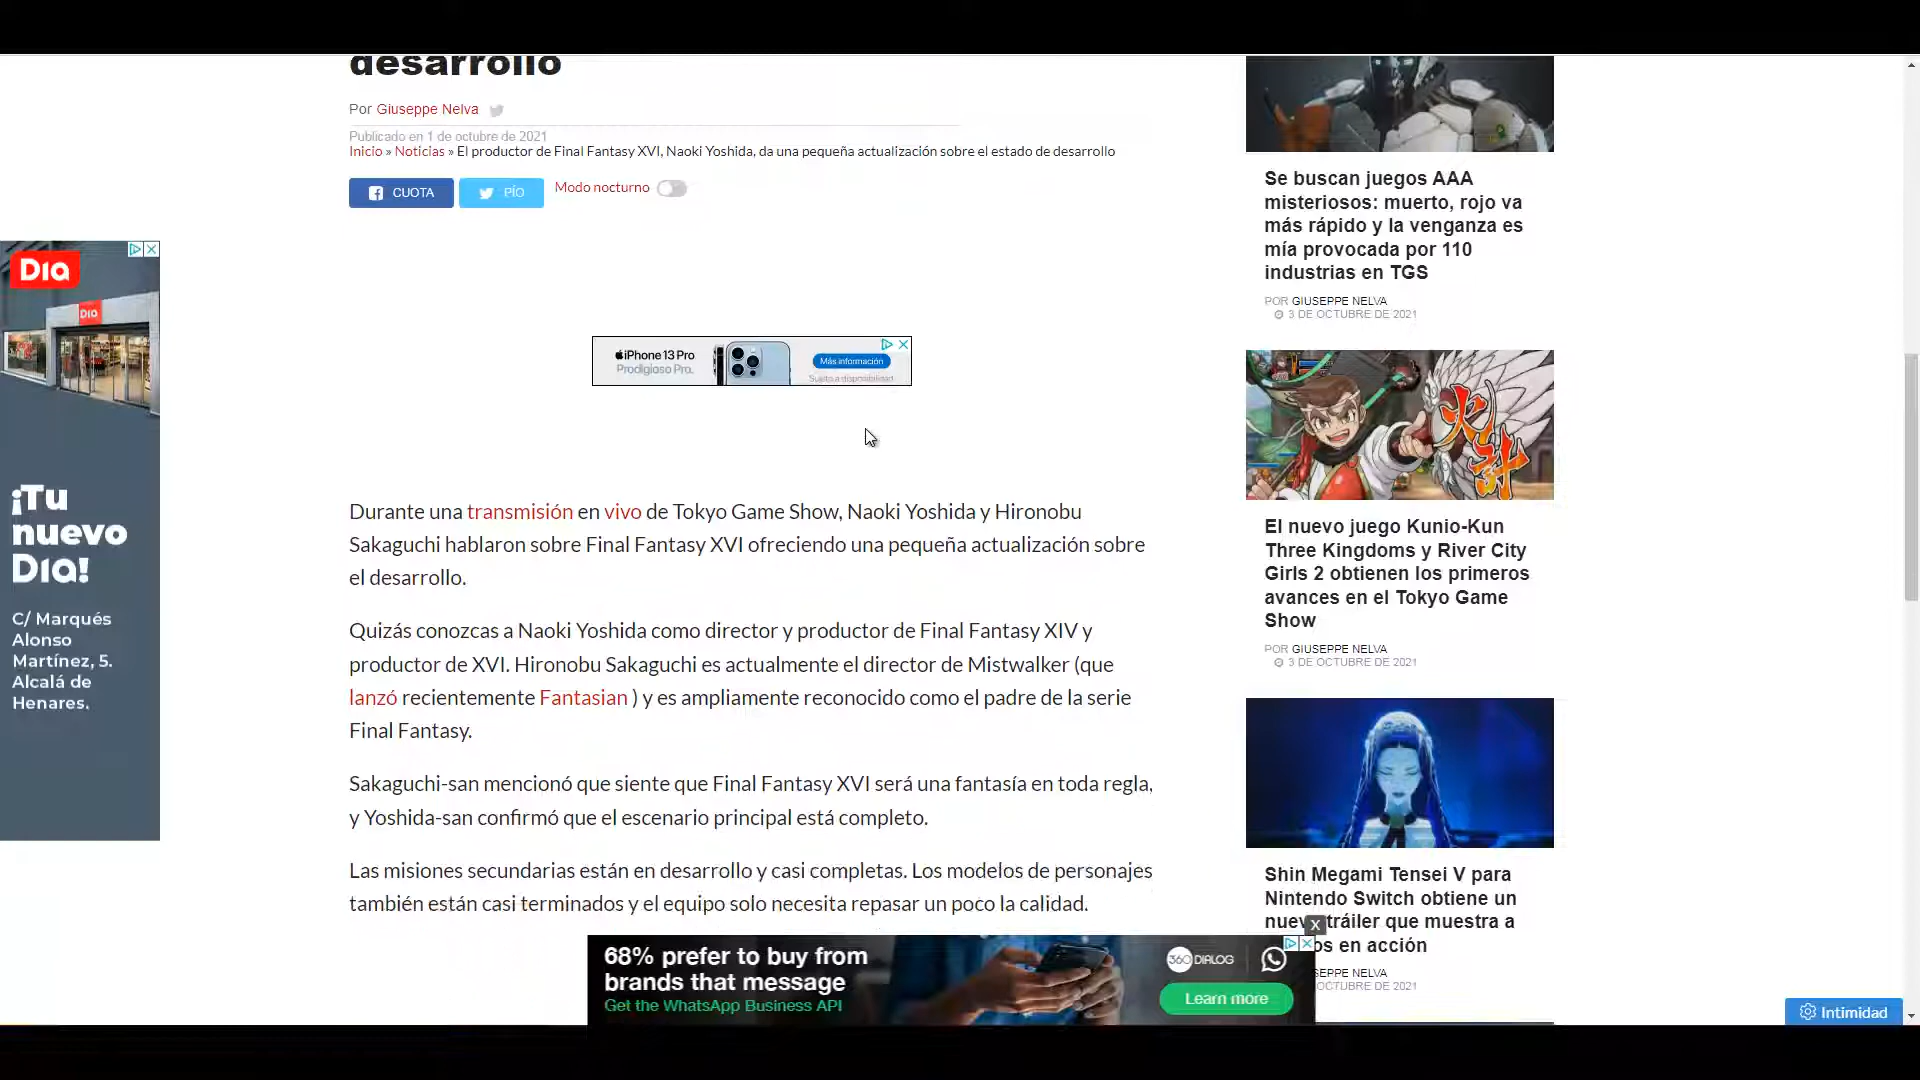 desarrollo
Por Giuseppe Nelva
Publicado en 1 de octubre de 2021
Inicio » Noticias » El productor de Final Fantasy XVI, Naoki Yoshida, da una pequeña actualización sobre el estado de desarrollo
CUOTA
PÍO
Modo nocturno
iPhone 13 Pro
Prodigioso Pro.
Más información
Sujeto a disponibilidad
Durante una transmisión en vivo de Tokyo Game Show, Naoki Yoshida y Hironobu
Sakaguchi hablaron sobre Final Fantasy XVI ofreciendo una pequeña actualización sobre
el desarrollo.
Quizás conozcas a Naoki Yoshida como director y productor de Final Fantasy XIV y
productor de XVI. Hironobu Sakaguchi es actualmente el director de Mistwalker (que
lanzó recientemente Fantasian ) y es ampliamente reconocido como el padre de la serie
Final Fantasy.
Sakaguchi-san mencionó que siente que Final Fantasy XVI será una fantasía en toda regla,
y Yoshida-san confirmó que el escenario principal está completo.
Las misiones secundarias están en desarrollo y casi completas. Los modelos de personajes
también están casi terminados y el equipo solo necesita repasar un poco la calidad.
Dia
Dia
¡Tu
nuevo
Dia!
C/ Marqués
Alonso
Martínez, 5.
Alcalá de
Henares.
Se buscan juegos AAA
misteriosos: muerto, rojo va
más rápido y la venganza es
mía provocada por 110
industrias en TGS
POR GIUSEPPE NELVA
3 DE OCTUBRE DE 2021
火計
El nuevo juego Kunio-Kun
Three Kingdoms y River City
Girls 2 obtienen los primeros
avances en el Tokyo Game
Show
POR GIUSEPPE NELVA
3 DE OCTUBRE DE 2021
Shin Megami Tensei V para
Nintendo Switch obtiene un
tráiler que muestra a
en acción
SEPPE NELVA
OCTUBRE DE 2021
X
68% prefer to buy from
brands that message
Get the WhatsApp Business API
360 DIALOG
Learn more
Intimidad